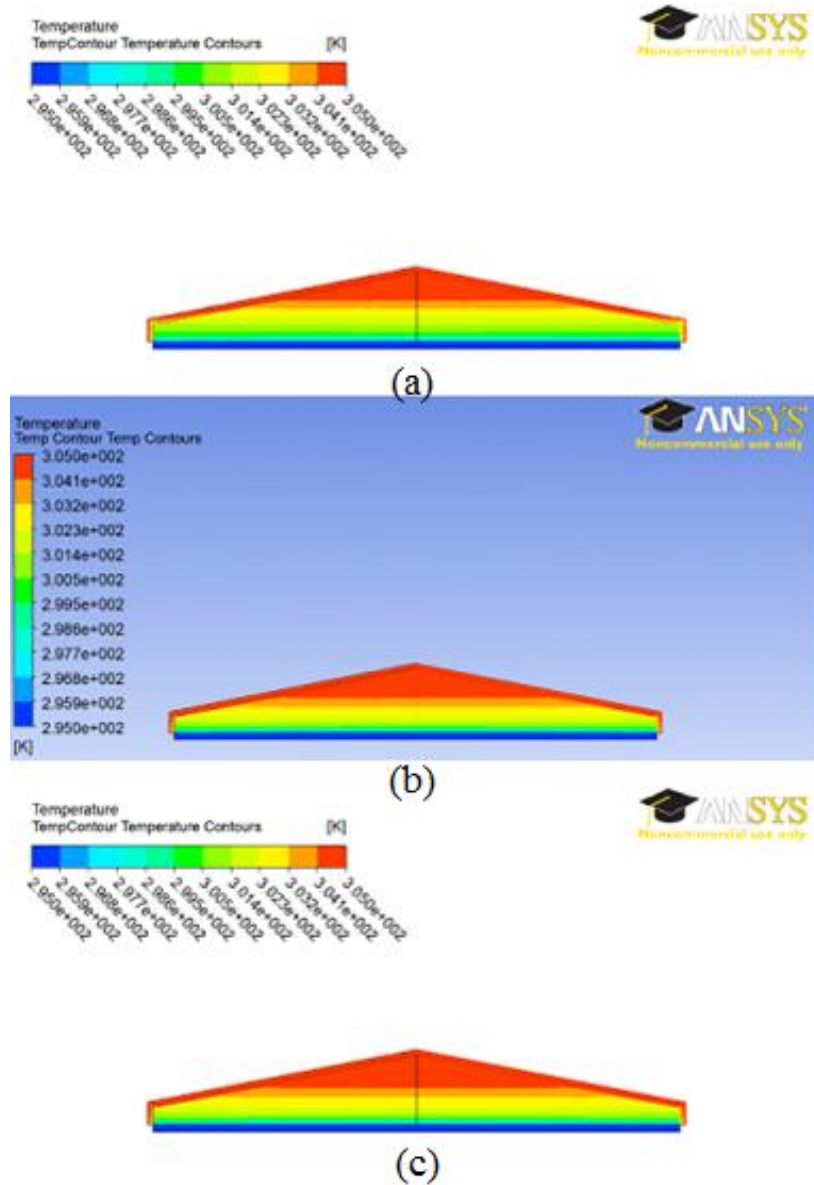 Temperature
TempContour Temperature Contours [K]
ANSYS
Noncommercial use only
2.950e+002
2.959e+002
2.968e+002
2.977e+002
2.986e+002
2.995e+002
3.005e+002
3.014e+002
3.023e+002
3.032e+002
3.041e+002
3.050e+002
(a)
Temperature
Temp Contour Temp Contours
ANSYS
Noncommercial use only
3.050e+002
3.041e+002
3.032e+002
3.023e+002
3.014e+002
3.005e+002
2.995e+002
2.986e+002
2.977e+002
2.968e+002
2.959e+002
2.950e+002
[K]
(b)
Temperature
TempContour Temperature Contours [K]
ANSYS
Noncommercial use only
2.950e+002
2.959e+002
2.968e+002
2.977e+002
2.986e+002
2.995e+002
3.005e+002
3.014e+002
3.023e+002
3.032e+002
3.041e+002
3.050e+002
(c)